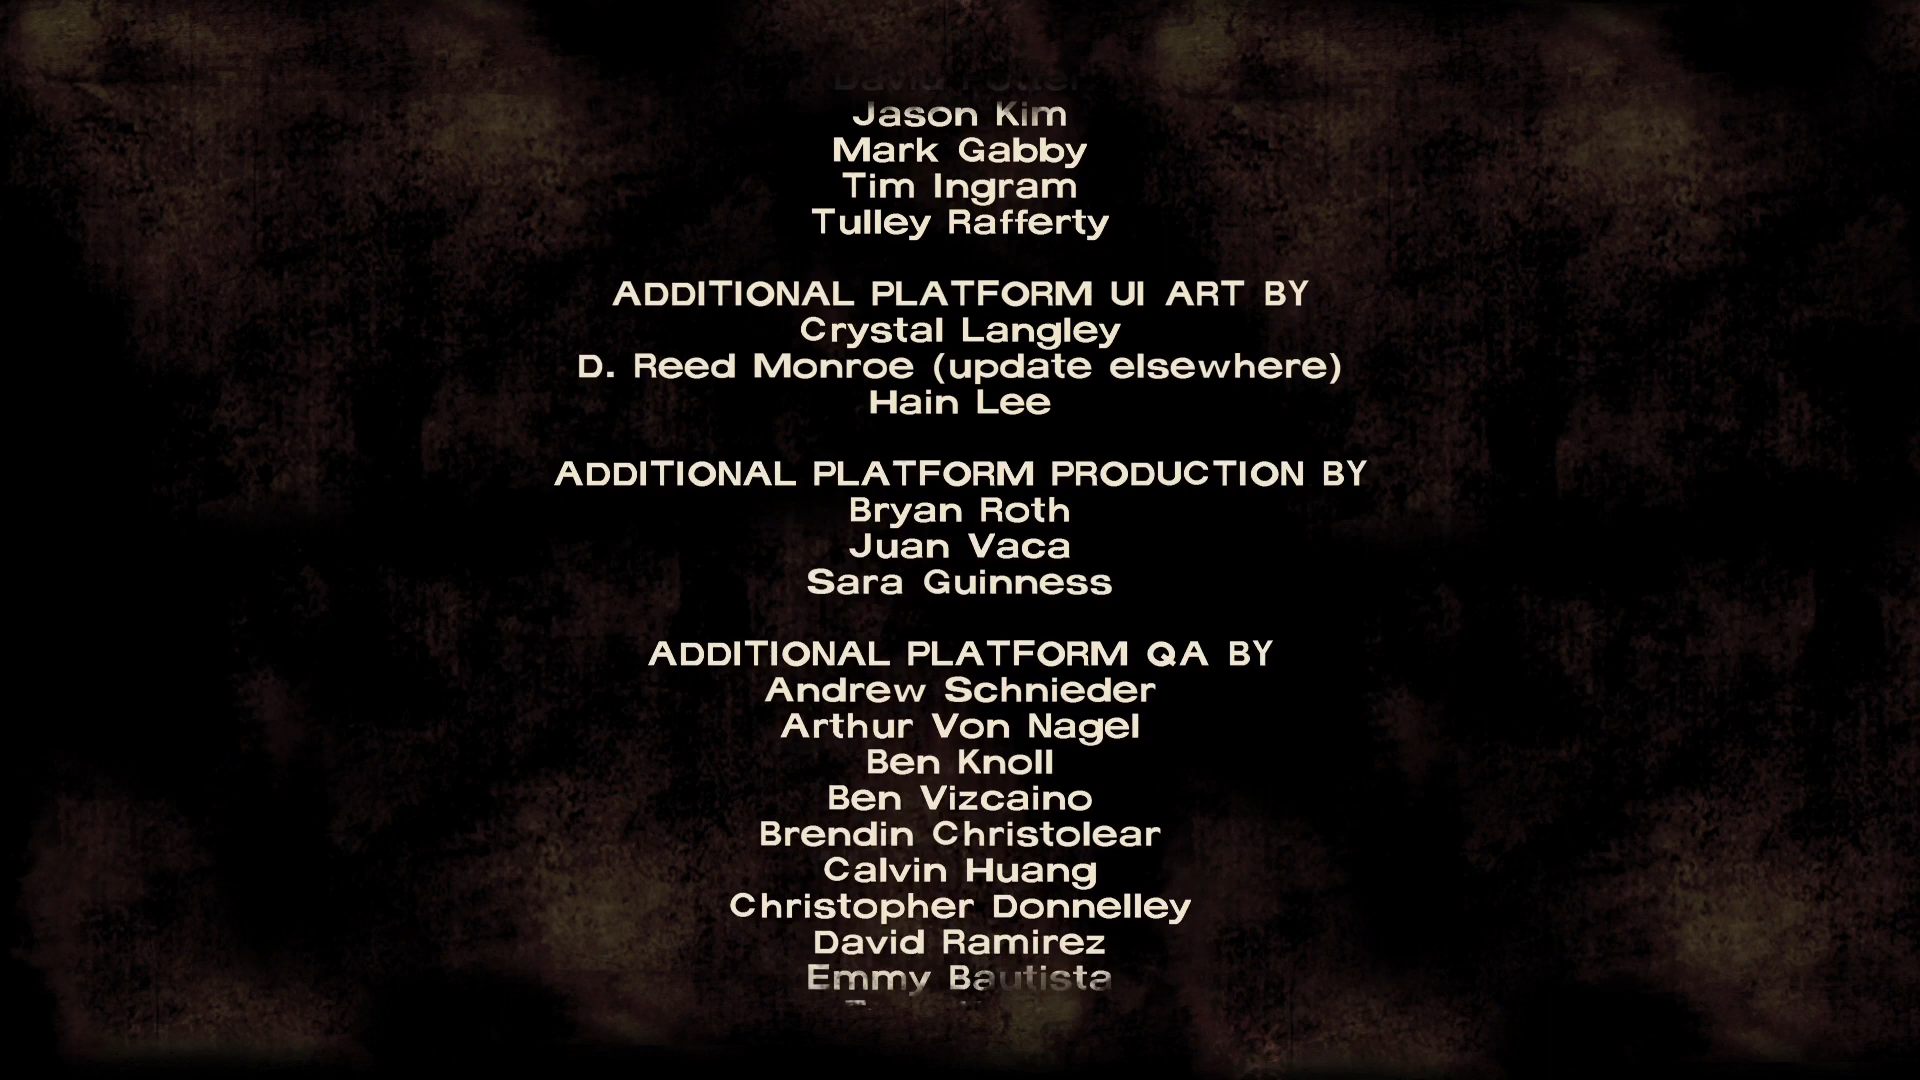 David Potter
Jason Kim
Mark Gabby
Tim Ingram
Tulley Rafferty
ADDITIONAL PLATFORM UI ART BY
Crystal Langley
D. Reed Monroe (update elsewhere)
Hain Lee
ADDITIONAL PLATFORM PRODUCTION BY
Bryan Roth
Juan Vaca
Sara Guinness
ADDITIONAL PLATFORM QA BY
Andrew Schnieder
Arthur Von Nagel
Ben Knoll
Ben Vizcaino
Brendin Christolear
Calvin Huang
Christopher Donnelley
David Ramirez
Emmy Bautista